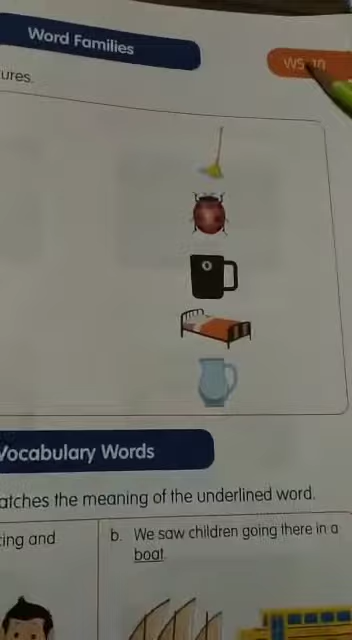 Word Families
ures.
Vocabulary Words
atches the meaning of the underlined word.
ting and
b. We saw children going there in a
boat.